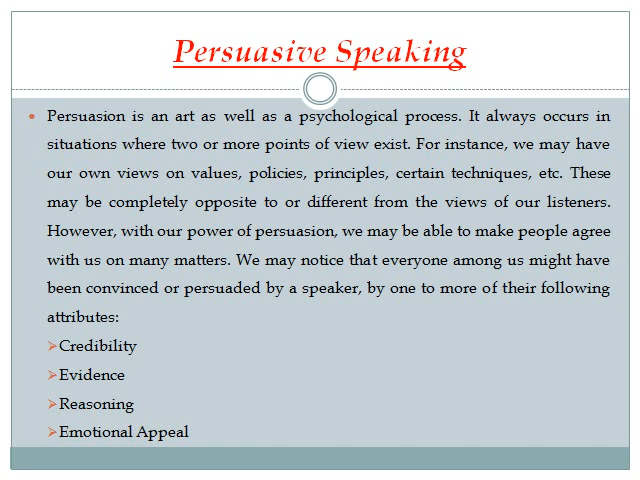 Persuasive Speaking
• Persuasion is an art as well as a psychological process. It always occurs in
situations where two or more points of view exist. For instance, we may have
our own views on values, policies, principles, certain techniques, etc. These
may be completely opposite to or different from the views of our listeners.
However, with our power of persuasion, we may be able to make people agree
with us on many matters. We may notice that everyone among us might have
been convinced or persuaded by a speaker, by one to more of their following
attributes:
➢Credibility
➢Evidence
➢Reasoning
➢Emotional Appeal